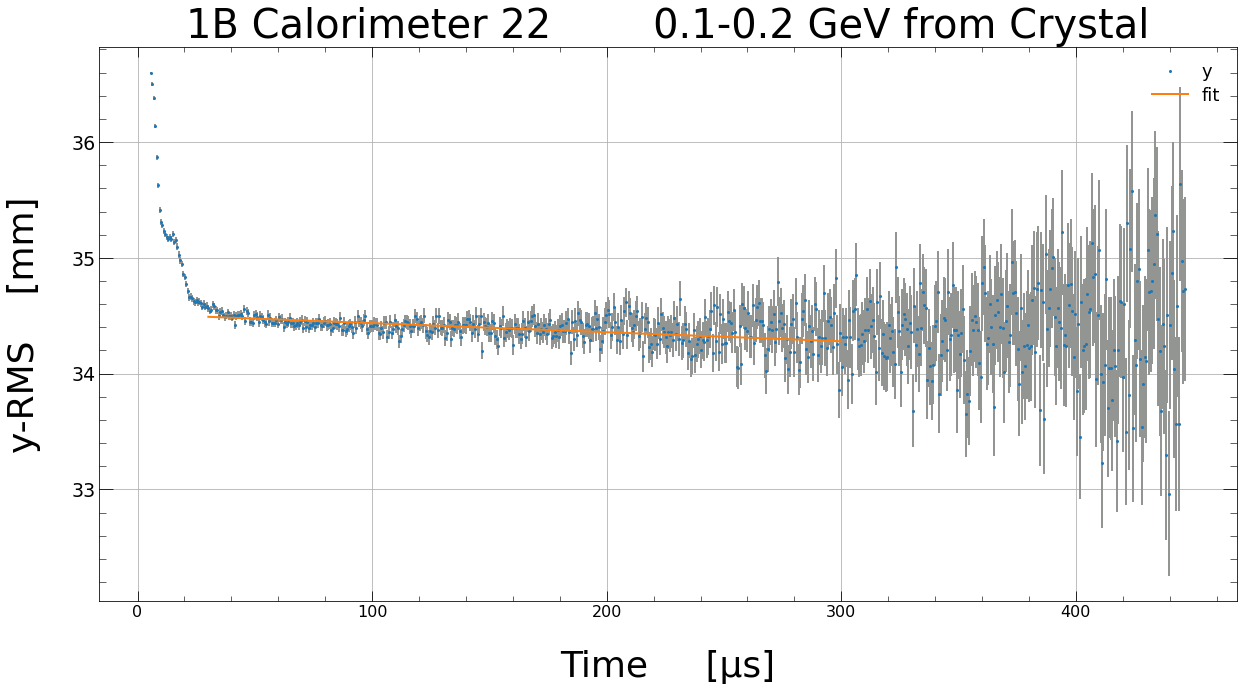 1B Calorimeter 22 0.1-0.2 GeV from Crystal
y
fit
y-RMS [mm]
36
35
34
33
0 100 200 300 400
Time [μs]